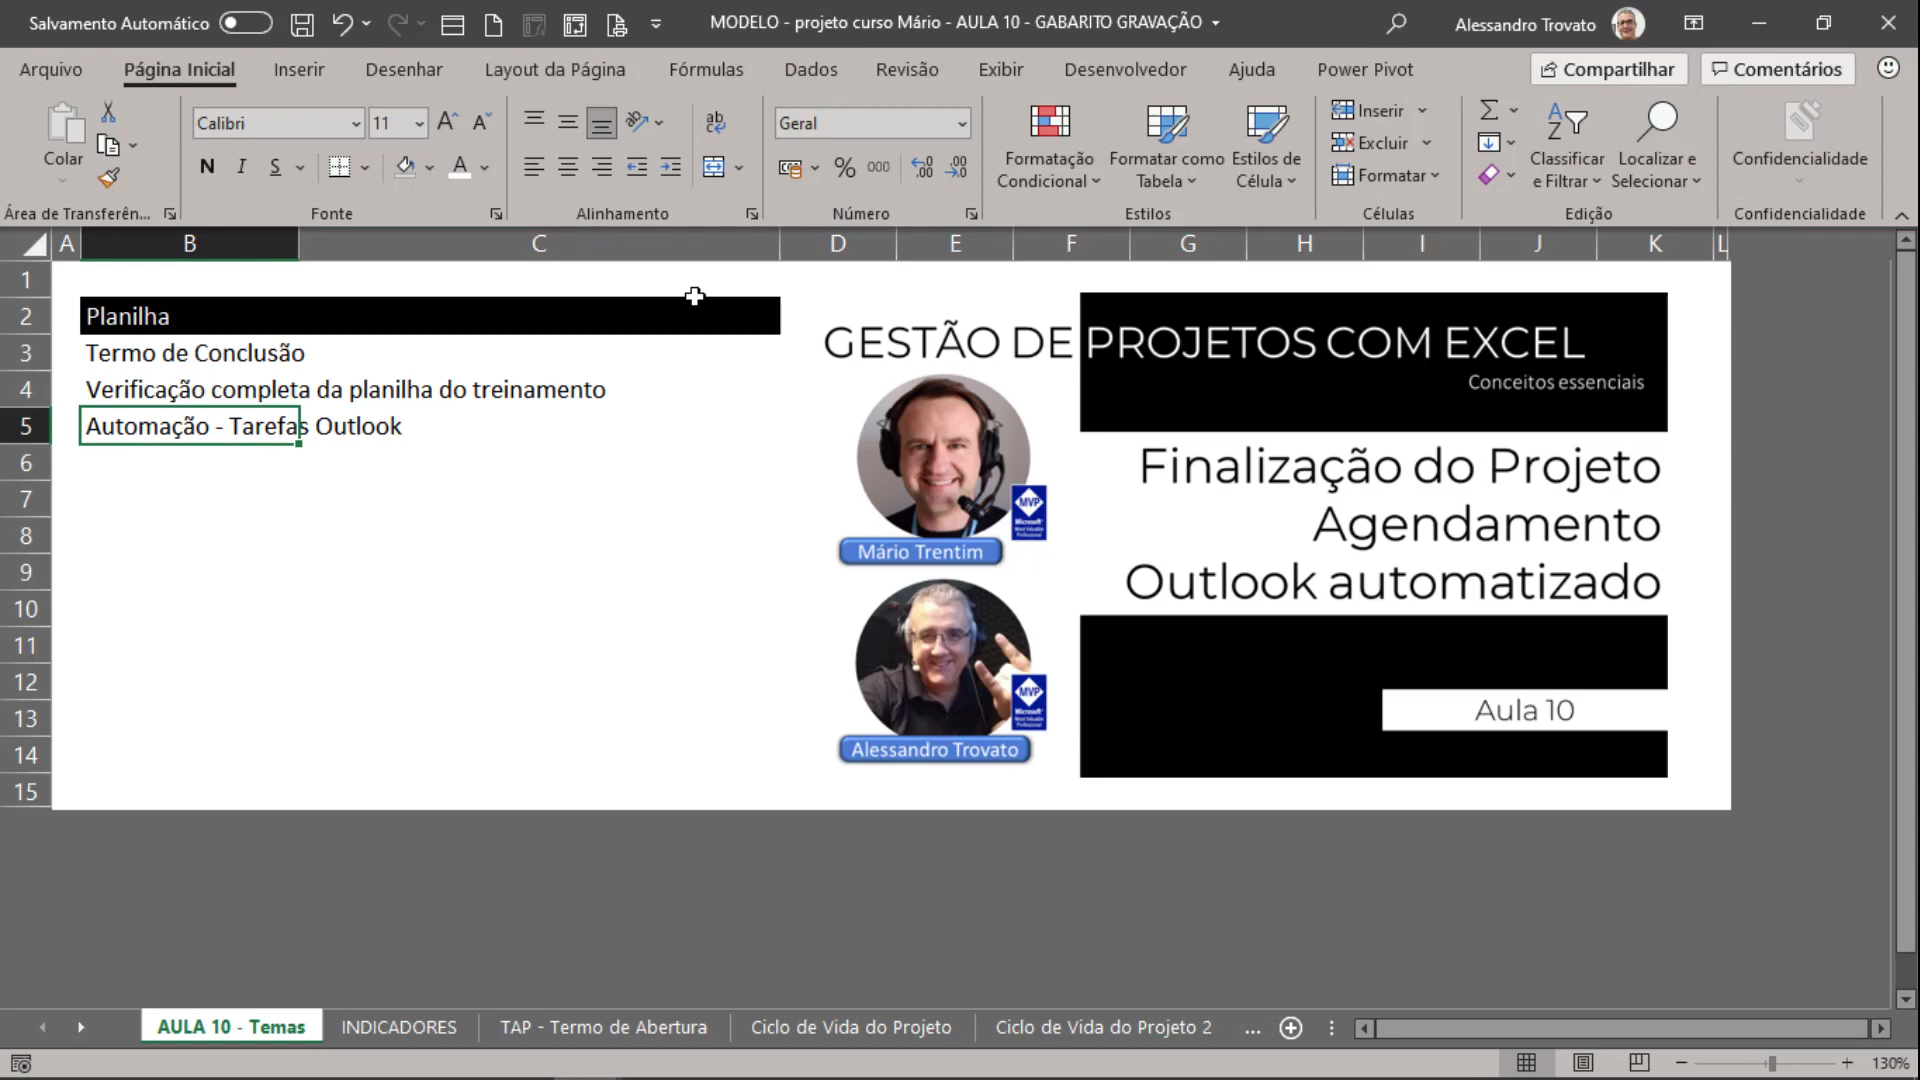 Salvamento Automático
MODELO - projeto curso Mário - AULA 10 - GABARITO GRAVAÇÃO
Alessandro Trovato
Arquivo
Página Inicial
Inserir
Desenhar
Layout da Página
Fórmulas
Dados
Revisão
Exibir
Desenvolvedor
Ajuda
Power Pivot
Compartilhar
Comentários
Colar
Calibri
11
N I S
ab
Geral
% 000
Formatação
Condicional
Formatar como
Tabela
Estilos de
Célula
Inserir
Excluir
Formatar
Classificar
e Filtrar
Localizar e
Selecionar
Confidencialidade
Área de Transferên...
Fonte
Alinhamento
Número
Estilos
Células
Edição
Confidencialidade
A B C D E F G H I J K L
1
2 Planilha
3 Termo de Conclusão
4 Verificação completa da planilha do treinamento
5 Automação - Tarefas Outlook
6
7
8
9
10
11
12
13
14
15
GESTÃO DE PROJETOS COM EXCEL
Conceitos essenciais
Finalização do Projeto
Agendamento
Outlook automatizado
MVP
Microsoft
Mário Trentim
MVP
Microsoft
Alessandro Trovato
Aula 10
AULA 10 - Temas
INDICADORES
TAP - Termo de Abertura
Ciclo de Vida do Projeto
Ciclo de Vida do Projeto 2
...
130%